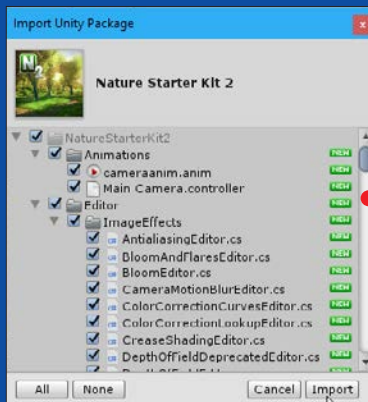 Import Unity Package
x
N2
Nature Starter Kit 2
NatureStarterKit2
Animations NEW
cameraanim.anim NEW
Main Camera.controller NEW
Editor NEW
ImageEffects NEW
AntialiasingEditor.cs NEW
BloomAndFlaresEditor.cs NEW
BloomEditor.cs NEW
CameraMotionBlurEditor.cs NEW
ColorCorrectionCurvesEditor.cs NEW
ColorCorrectionLookupEditor.cs NEW
CreaseShadingEditor.cs NEW
DepthOfFieldDeprecatedEditor.cs NEW
All None Cancel Import